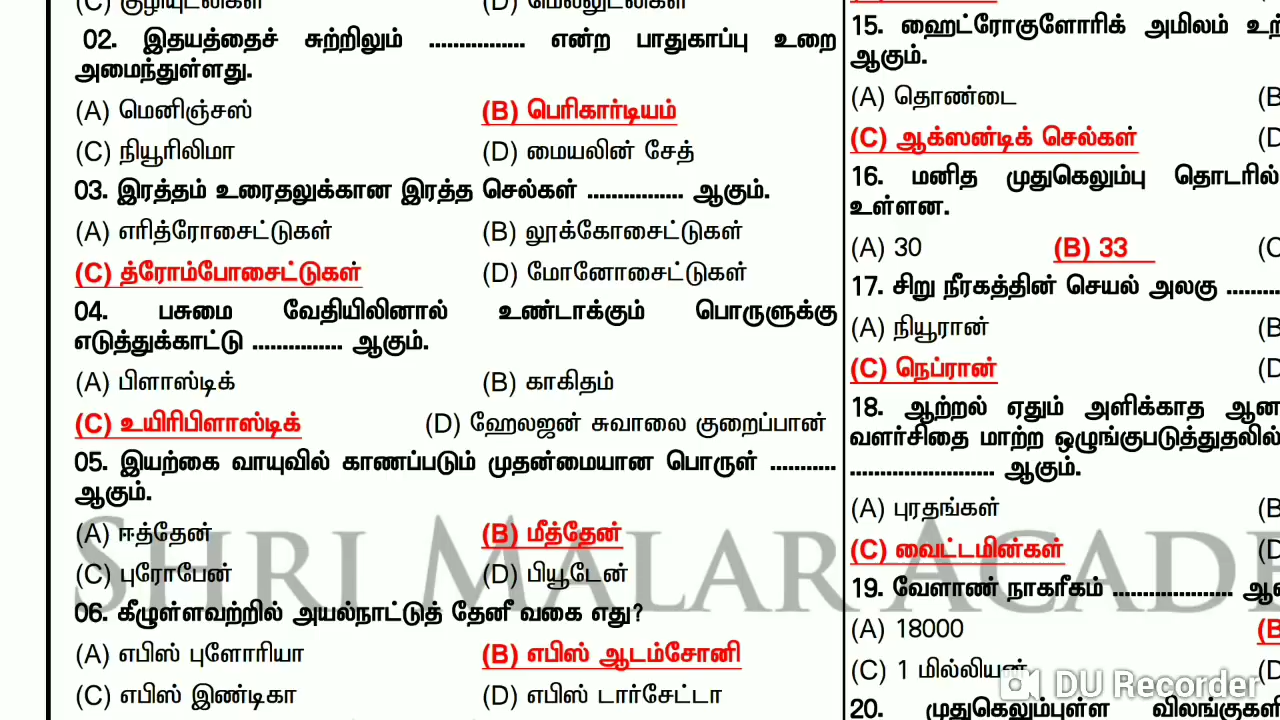 (C) குழியுடலிகள் (D) மெல்லுடலிகள்
02. இதயத்தைச் சுற்றிலும் ................ என்ற பாதுகாப்பு உறை
அமைந்துள்ளது.
(A) மெனிஞ்சஸ் (B) பெரிகார்டியம்
(C) நியூரிலிமா (D) மையலின் சேத்
03. இரத்தம் உரைதலுக்கான இரத்த செல்கள் ................ ஆகும்.
(A) எரித்ரோசைட்டுகள் (B) லூக்கோசைட்டுகள்
(C) த்ரோம்போசைட்டுகள் (D) மோனோசைட்டுகள்
04. பசுமை வேதியிலினால் உண்டாக்கும் பொருளுக்கு
எடுத்துக்காட்டு ............... ஆகும்.
(A) பிளாஸ்டிக் (B) காகிதம்
(C) உயிரிபிளாஸ்டிக் (D) ஹேலஜன் சுவாலை குறைப்பான்
05. இயற்கை வாயுவில் காணப்படும் முதன்மையான பொருள் ...........
ஆகும்.
(A) ஈத்தேன் (B) மீத்தேன்
(C) புரோபேன் (D) பியூடேன்
06. கீழுள்ளவற்றில் அயல்நாட்டுத் தேனீ வகை எது?
(A) எபிஸ் புளோரியா (B) எபிஸ் ஆடம்சோனி
(C) எபிஸ் இண்டிகா (D) எபிஸ் டார்சேட்டா
15. ஹைட்ரோகுளோரிக் அமிலம்
ஆகும்.
(A) தொண்டை (B
(C) ஆக்ஸன்டிக் செல்கள் (D
16. மனித முதுகெலும்பு தொடரில்
உள்ளன.
(A) 30 (B) 33 (C
17. சிறு நீரகத்தின் செயல் அலகு .........
(A) நியூரான் (B
(C) நெப்ரான் (D
18. ஆற்றல் ஏதும் அளிக்காத ஆன
வளர்சிதை மாற்ற ஒழுங்குபடுத்துதலில்
........................ ஆகும்.
(A) புரதங்கள் (B
(C) வைட்டமின்கள் (D
19. வேளாண் நாகரீகம் ....................
(A) 18000 (B
(C) 1 மில்லியன் (D
20. முதுகெலும்புள்ள
SHRI MALAR ACADE
DU Recorder